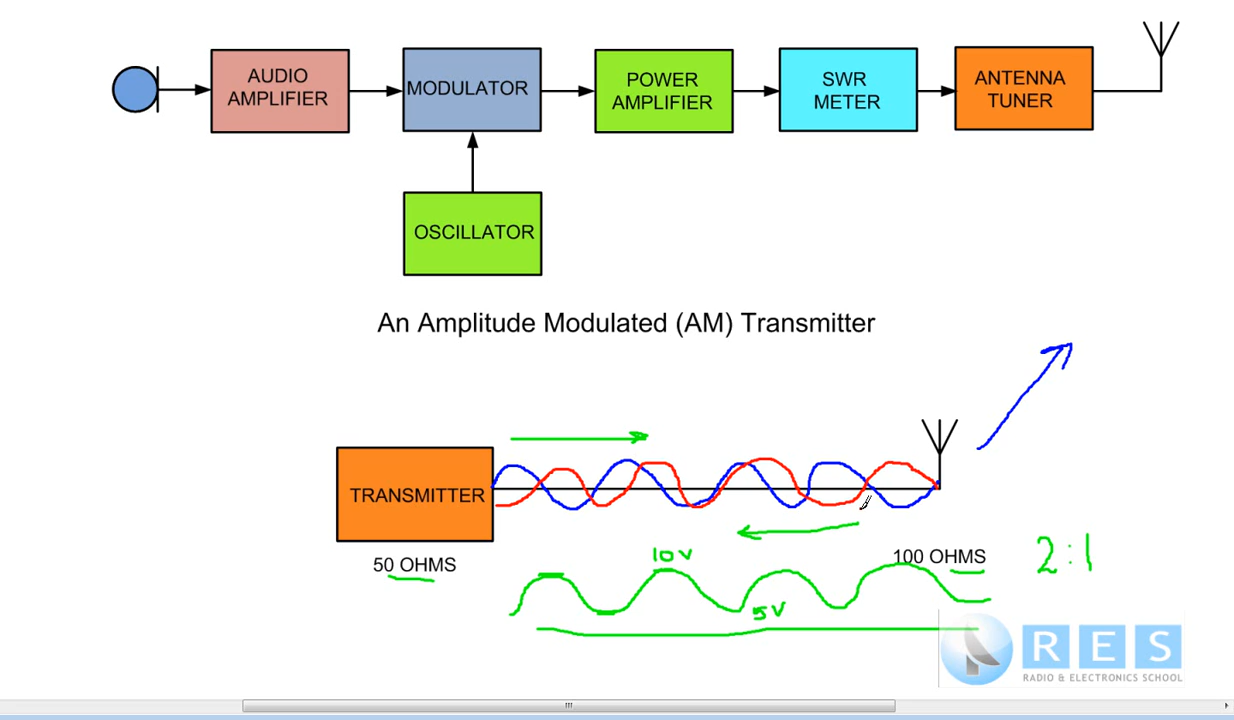 AUDIO
AMPLIFIER
MODULATOR
POWER
AMPLIFIER
SWR
METER
ANTENNA
TUNER
OSCILLATOR
An Amplitude Modulated (AM) Transmitter
TRANSMITTER
50 OHMS
100 OHMS
2:1
10V
5V
RES
RADIO & ELECTRONICS SCHOOL